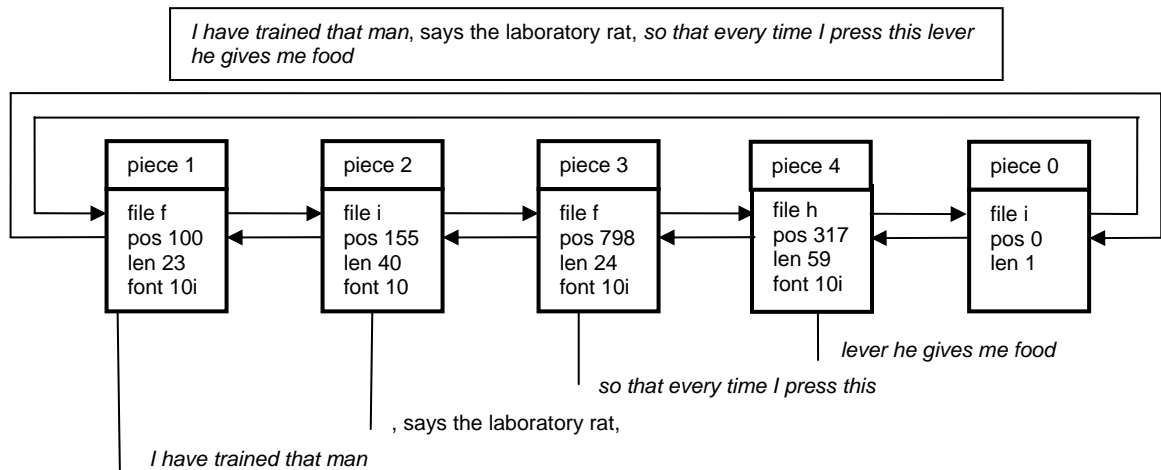 I have trained that man, says the laboratory rat, so that every time I press this lever
he gives me food
piece 1
file f
pos 100
len 23
font 10i
piece 2
file i
pos 155
len 40
font 10
piece 3
file f
pos 798
len 24
font 10i
piece 4
file h
pos 317
len 59
font 10i
piece 0
file i
pos 0
len 1
lever he gives me food
so that every time I press this
, says the laboratory rat,
I have trained that man